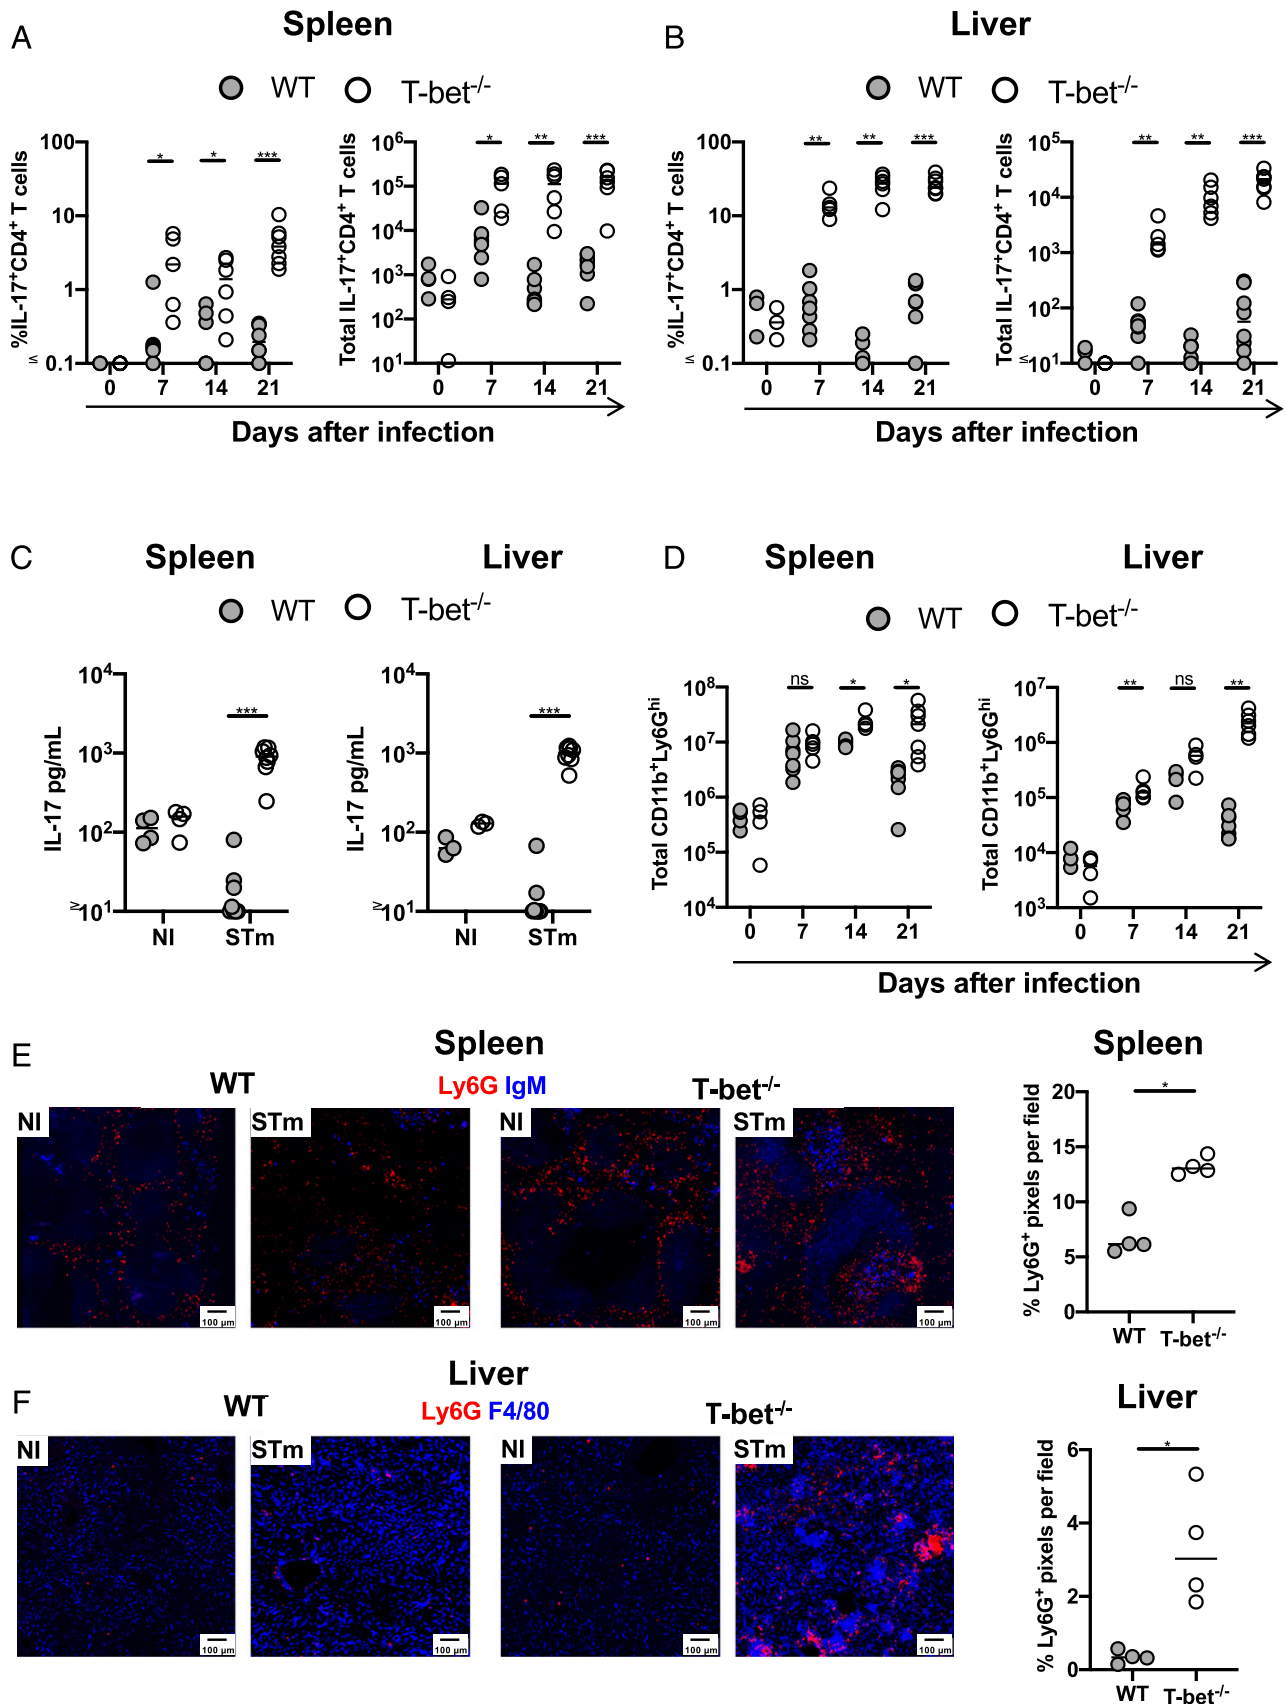 A
Spleen
WT T-bet-/-
%IL-17+CD4+ T cells
100
10
1
≤ 0.1
* * ***
0 7 14 21
Total IL-17+CD4+ T cells
10^6
10^5
10^4
10^3
10^2
10^1
* ** ***
0 7 14 21
Days after infection
B
Liver
WT T-bet-/-
%IL-17+CD4+ T cells
100
10
1
≤ 0.1
** ** ***
0 7 14 21
Total IL-17+CD4+ T cells
10^5
10^4
10^3
10^2
≤ 10^1
** ** ***
0 7 14 21
Days after infection
C
Spleen Liver
WT T-bet-/-
IL-17 pg/mL
10^4
10^3
10^2
≥ 10^1
***
NI STm
IL-17 pg/mL
10^4
10^3
10^2
≥ 10^1
***
NI STm
D
Spleen Liver
WT T-bet-/-
Total CD11b+Ly6Ghi
10^8
10^7
10^6
10^5
10^4
ns * *
0 7 14 21
Total CD11b+Ly6Ghi
10^7
10^6
10^5
10^4
10^3
** ns **
0 7 14 21
Days after infection
E
Spleen
WT Ly6G IgM T-bet-/-
NI STm NI STm
100 µm 100 µm 100 µm 100 µm
Spleen
% Ly6G+ pixels per field
20
15
10
5
0
*
WT T-bet-/-
F
Liver
WT Ly6G F4/80 T-bet-/-
NI STm NI STm
100 µm 100 µm 100 µm 100 µm
Liver
% Ly6G+ pixels per field
6
4
2
0
*
WT T-bet-/-